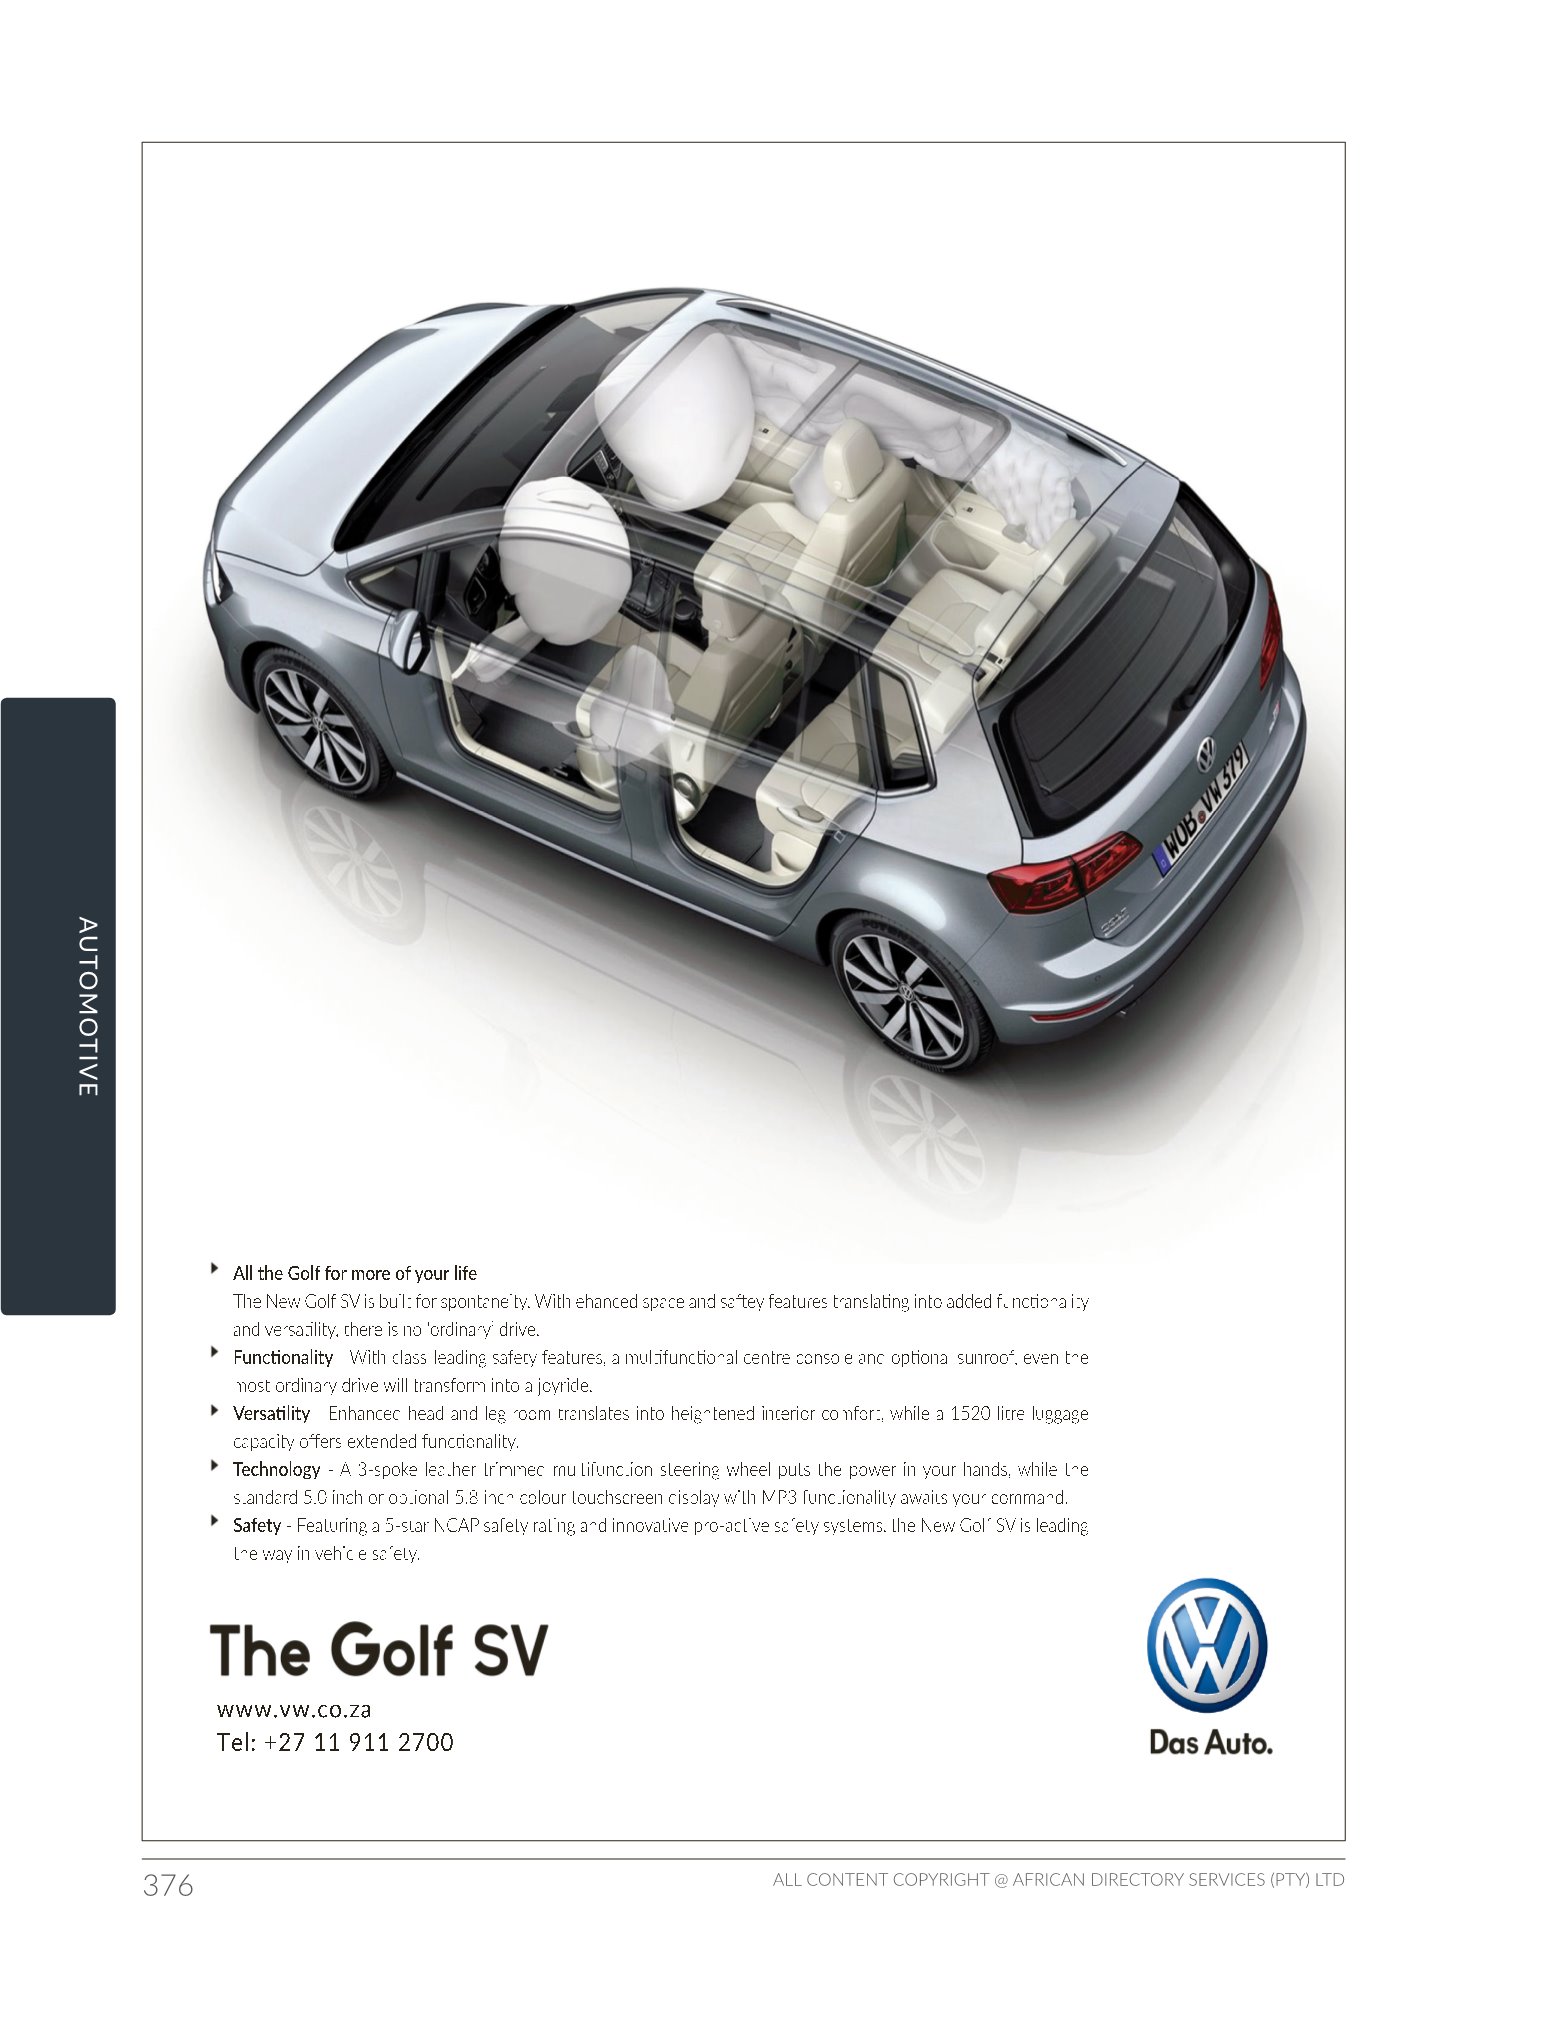 AUTOMOTIVE
WOB VW 579
All the Golf for more of your life
The New Golf SV is built for spontaneity. With ehanced space and saftey features translating into added functionality
and versatility, there is no 'ordinary' drive.
Functionality - With class leading safety features, a multifunctional centre console and optional sunroof, even the
most ordinary drive will transform into a joyride.
Versatility - Enhanced head and leg room translates into heightened interior comfort, while a 1520 litre luggage
capacity offers extended functionality.
Technology - A 3-spoke leather trimmed multifunction steering wheel puts the power in your hands, while the
standard 5.0 inch or optional 5.8 inch colour touchscreen display with MP3 functionality awaits your command.
Safety - Featuring a 5-star NCAP safety rating and innovative pro-active safety systems, the New Golf SV is leading
the way in vehicle safety.
The Golf SV
www.vw.co.za
Tel: +27 11 911 2700
Das Auto.
376
ALL CONTENT COPYRIGHT @ AFRICAN DIRECTORY SERVICES (PTY) LTD